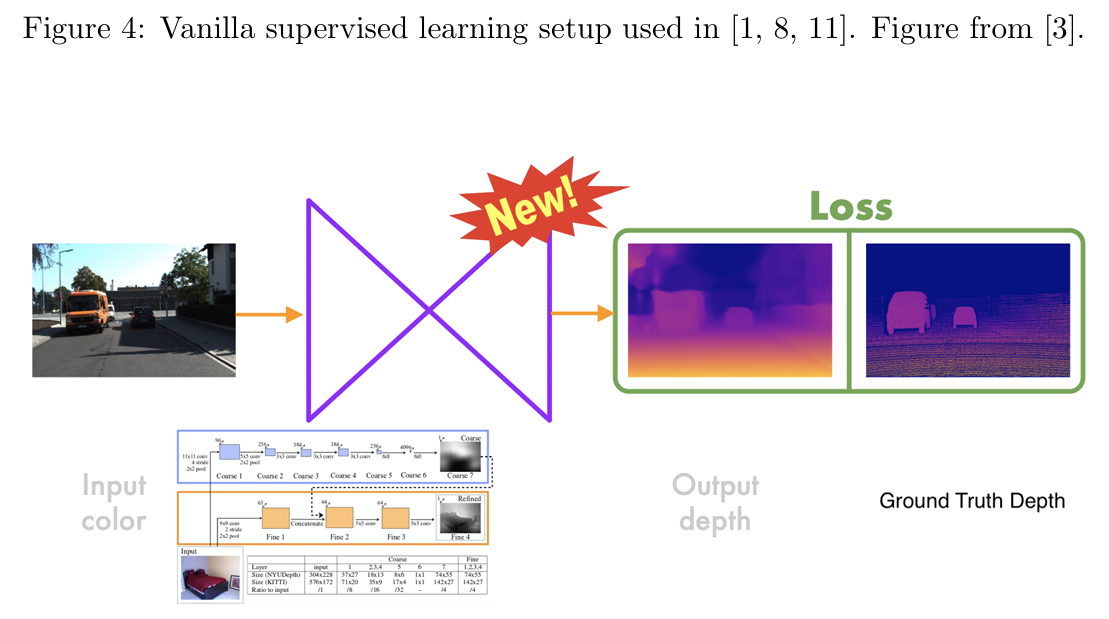 Figure 4: Vanilla supervised learning setup used in [1, 8, 11]. Figure from [3].
New!
Loss
Input
color
Output
depth
Ground Truth Depth
Coarse
96
256
384
384
256
4096
1
11x11 conv
4 stride
2x2 pool
5x5 conv
2x2 pool
3x3 conv
3x3 conv
3x3 conv
full
full
Coarse 1
Coarse 2
Coarse 3
Coarse 4
Coarse 5
Coarse 6
Coarse 7
Refined
63
64
64
1
9x9 conv
2 stride
2x2 pool
Concatenate
5x5 conv
5x5 conv
Fine 1
Fine 2
Fine 3
Fine 4
Input
Coarse Fine
Layer input 1 2,3,4 5 6 7 1,2,3,4
Size (NYUDepth) 304x228 37x27 18x13 8x6 1x1 74x55 74x55
Size (KITTI) 576x172 71x20 35x9 17x4 1x1 142x27 142x27
Ratio to input /1 /8 /16 /32 – /4 /4